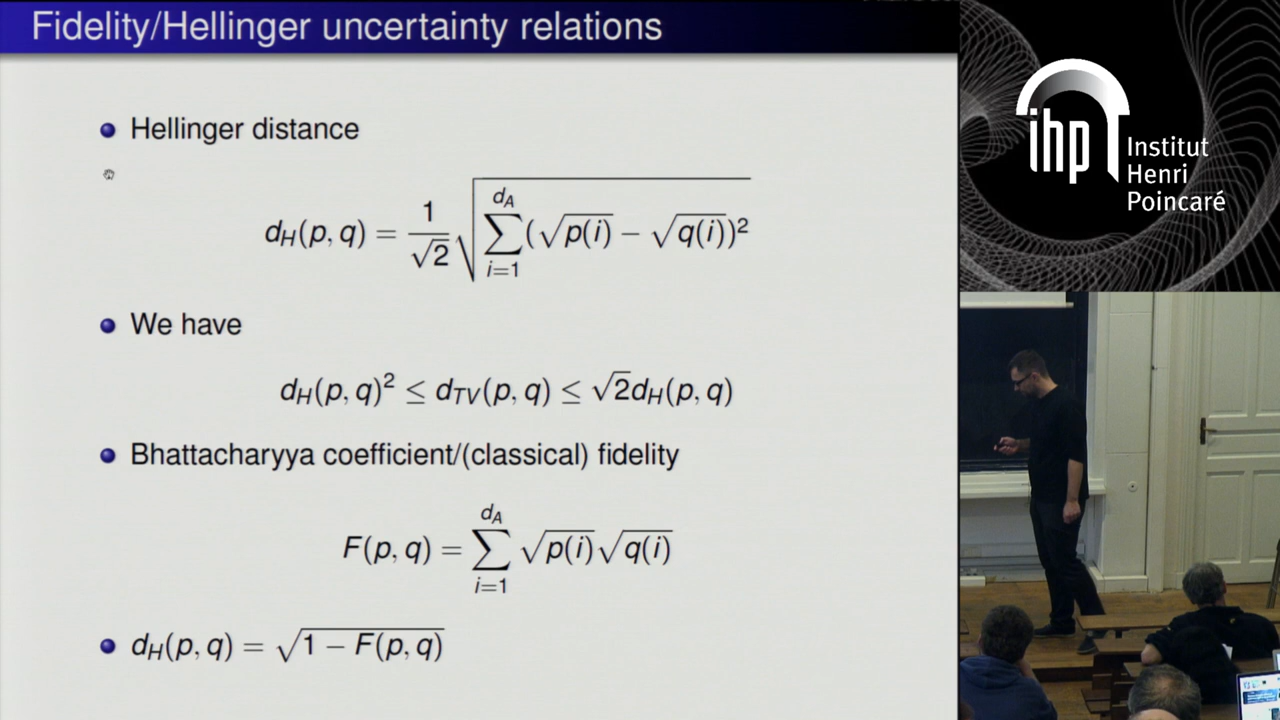 Fidelity/Hellinger uncertainty relations
Hellinger distance
d_H(p, q) = \frac{1}{\sqrt{2}} \sqrt{\sum_{i=1}^{d_A} (\sqrt{p(i)} − \sqrt{q(i)})^2}
We have
d_H(p, q)^2 ≤ d_{TV}(p, q) ≤ \sqrt{2} d_H(p, q)
Bhattacharyya coefficient/(classical) fidelity
F(p, q) = \sum_{i=1}^{d_A} \sqrt{p(i)} \sqrt{q(i)}
d_H(p, q) = \sqrt{1 − F(p, q)}
ihp
Institut
Henri
Poincaré